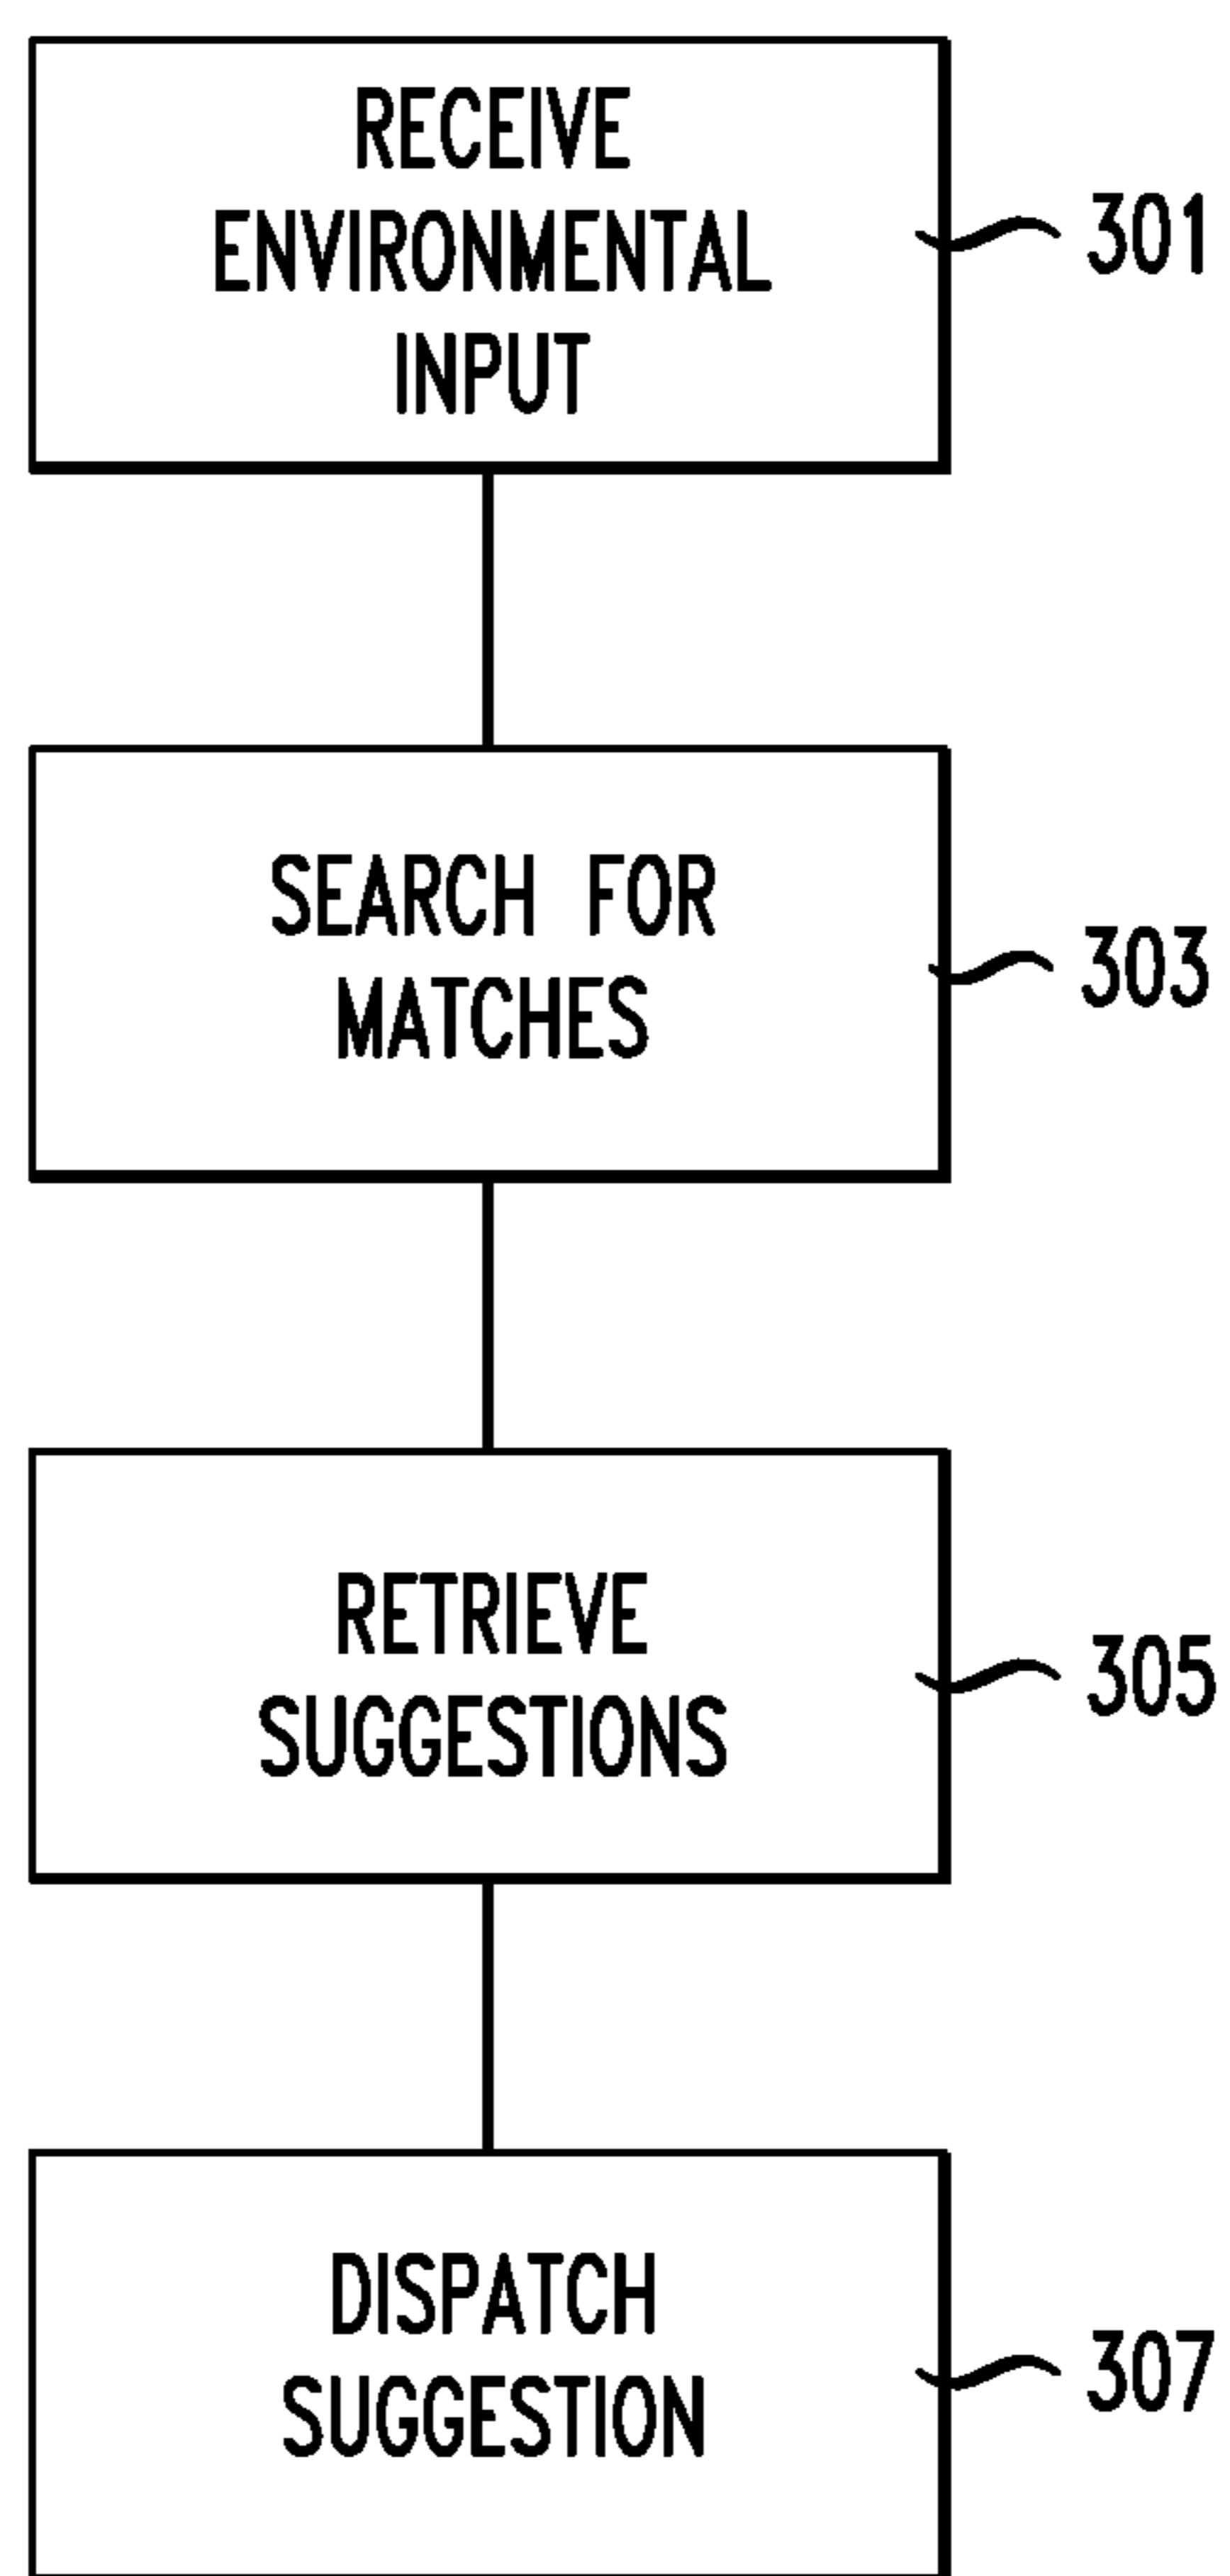 RECEIVE
ENVIRONMENTAL
INPUT
301
SEARCH FOR
MATCHES
303
RETRIEVE
SUGGESTIONS
305
DISPATCH
SUGGESTION
307